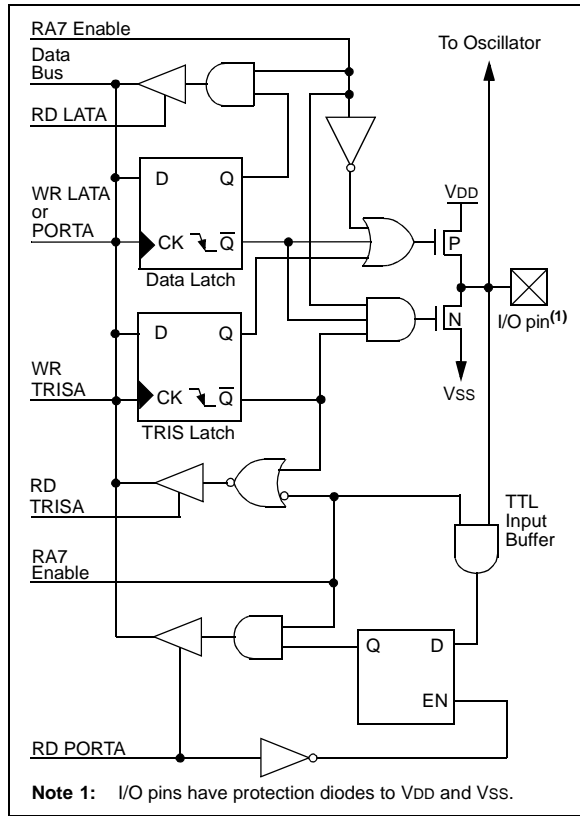 RA7 Enable
Data
Bus
To Oscillator
RD LATA
D Q
VDD
WR LATA
or
PORTA
CK Q
P
Data Latch
I/O pin(1)
N
D Q
WR
TRISA
CK Q
VSS
TRIS Latch
RD
TRISA
TTL
Input
Buffer
RA7
Enable
Q D
EN
RD PORTA
Note 1: I/O pins have protection diodes to VDD and VSS.